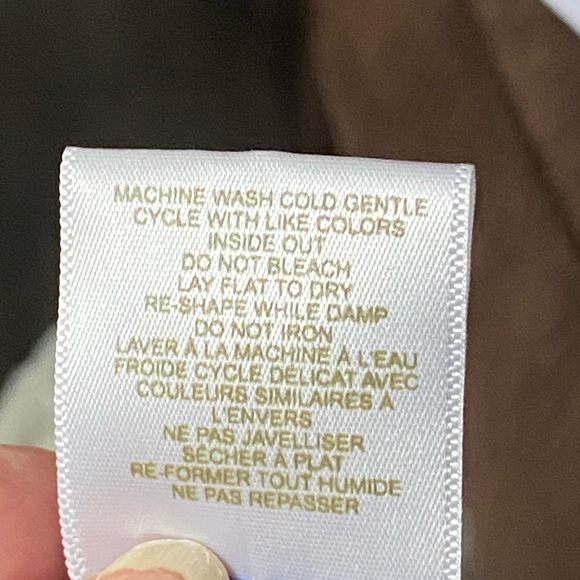 MACHINE WASH COLD GENTLE
CYCLE WITH LIKE COLORS
INSIDE OUT
DO NOT BLEACH
LAY FLAT TO DRY
RE-SHAPE WHILE DAMP
DO NOT IRON
LAVER À LA MACHINE À L'EAU
FROIDE CYCLE DÉLICAT AVEC
COULEURS SIMILAIRES À
L'ENVERS
NE PAS JAVELLISER
SÉCHER À PLAT
RE-FORMER TOUT HUMIDE
NE PAS REPASSER